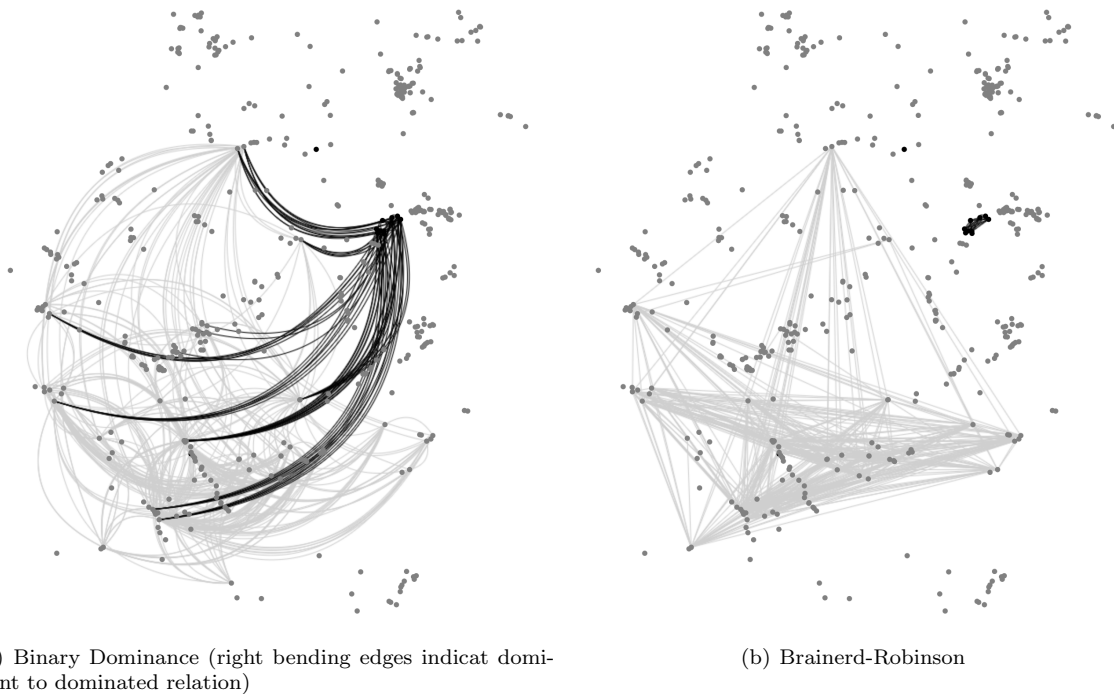 ) Binary Dominance (right bending edges indicat domi-
nt to dominated relation)
(b) Brainerd-Robinson